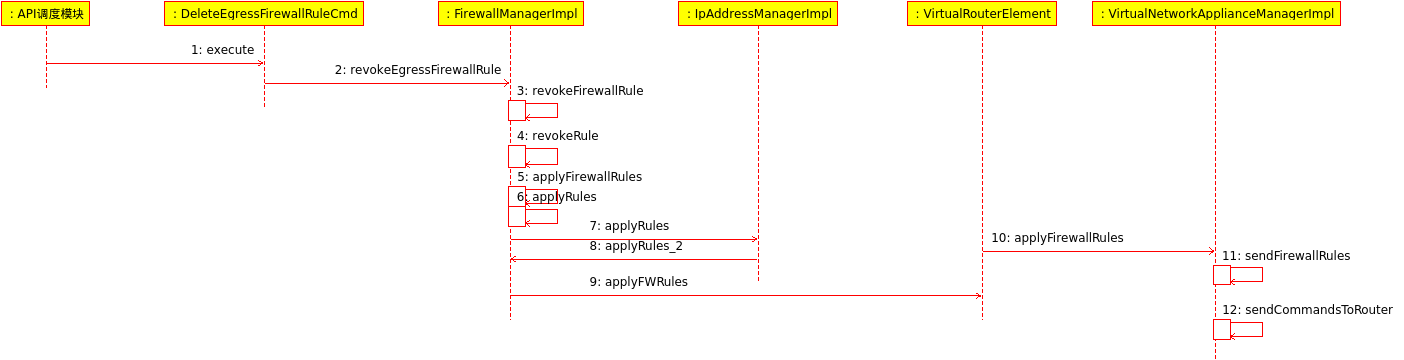 : API调度模块
: DeleteEgressFirewallRuleCmd
: FirewallManagerImpl
: IpAddressManagerImpl
: VirtualRouterElement
: VirtualNetworkApplianceManagerImpl
1: execute
2: revokeEgressFirewallRule
3: revokeFirewallRule
4: revokeRule
5: applyFirewallRules
6: applyRules
7: applyRules
8: applyRules_2
9: applyFWRules
10: applyFirewallRules
11: sendFirewallRules
12: sendCommandsToRouter